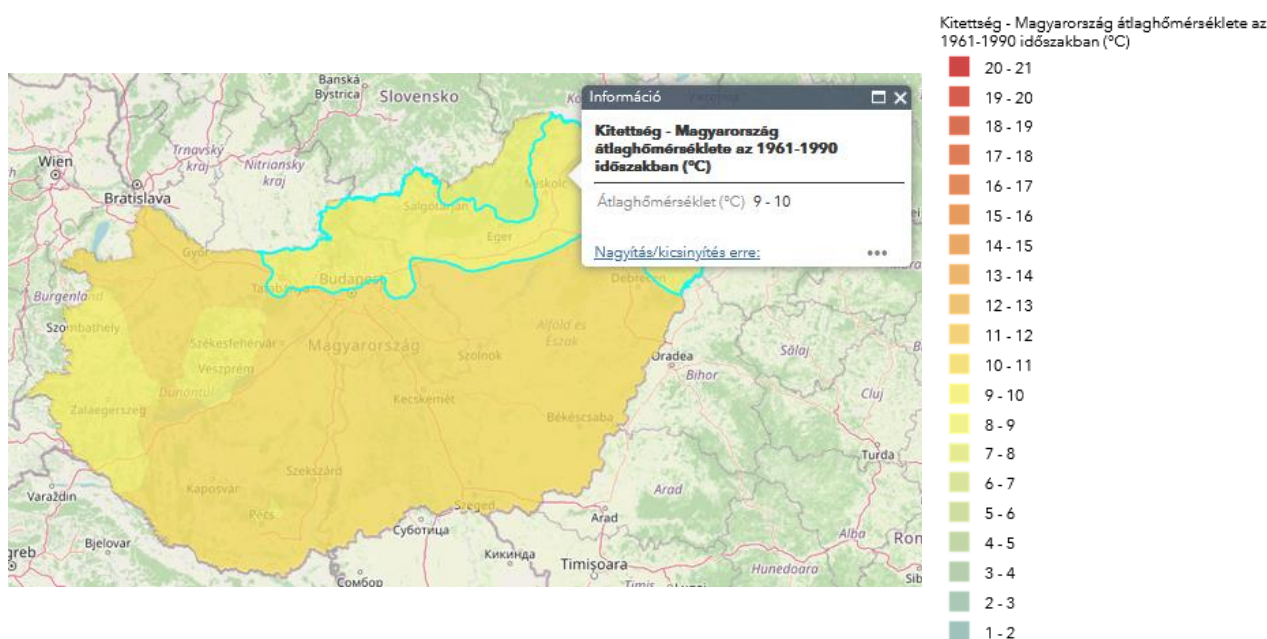 Kitettség - Magyarország átlaghőmérséklete az
1961-1990 időszakban (°C)
20 - 21
19 - 20
18 - 19
17 - 18
16 - 17
15 - 16
14 - 15
13 - 14
12 - 13
11 - 12
10 - 11
9 - 10
8 - 9
7 - 8
6 - 7
5 - 6
4 - 5
3 - 4
2 - 3
1 - 2
Információ
Kitettség - Magyarország
átlaghőmérséklete az 1961-1990
időszakban (°C)
Átlaghőmérséklet (°C) 9 - 10
Nagyítás/kicsinyítés erre:
Banská
Bystrica
Slovensko
Trnavský
kraj
Nitriansky
kraj
Wien
Bratislava
Miskolc
Salgótarján
Eger
Győr
Budapest
Tatabánya
Debrecen
Burgenland
Szombathely
Székesfehérvár
Magyarország
Alföld és
Észak
Szolnok
Oradea
Sălaj
Veszprém
Bihor
Dunántúl
Kecskemét
Cluj
Zalaegerszeg
Békéscsaba
Turda
Szekszárd
Kaposvár
Arad
Varaždin
Pécs
Szeged
Arad
Суботица
Alba
Bjelovar
Кикинда
Timișoara
Hunedoara
Сомбор